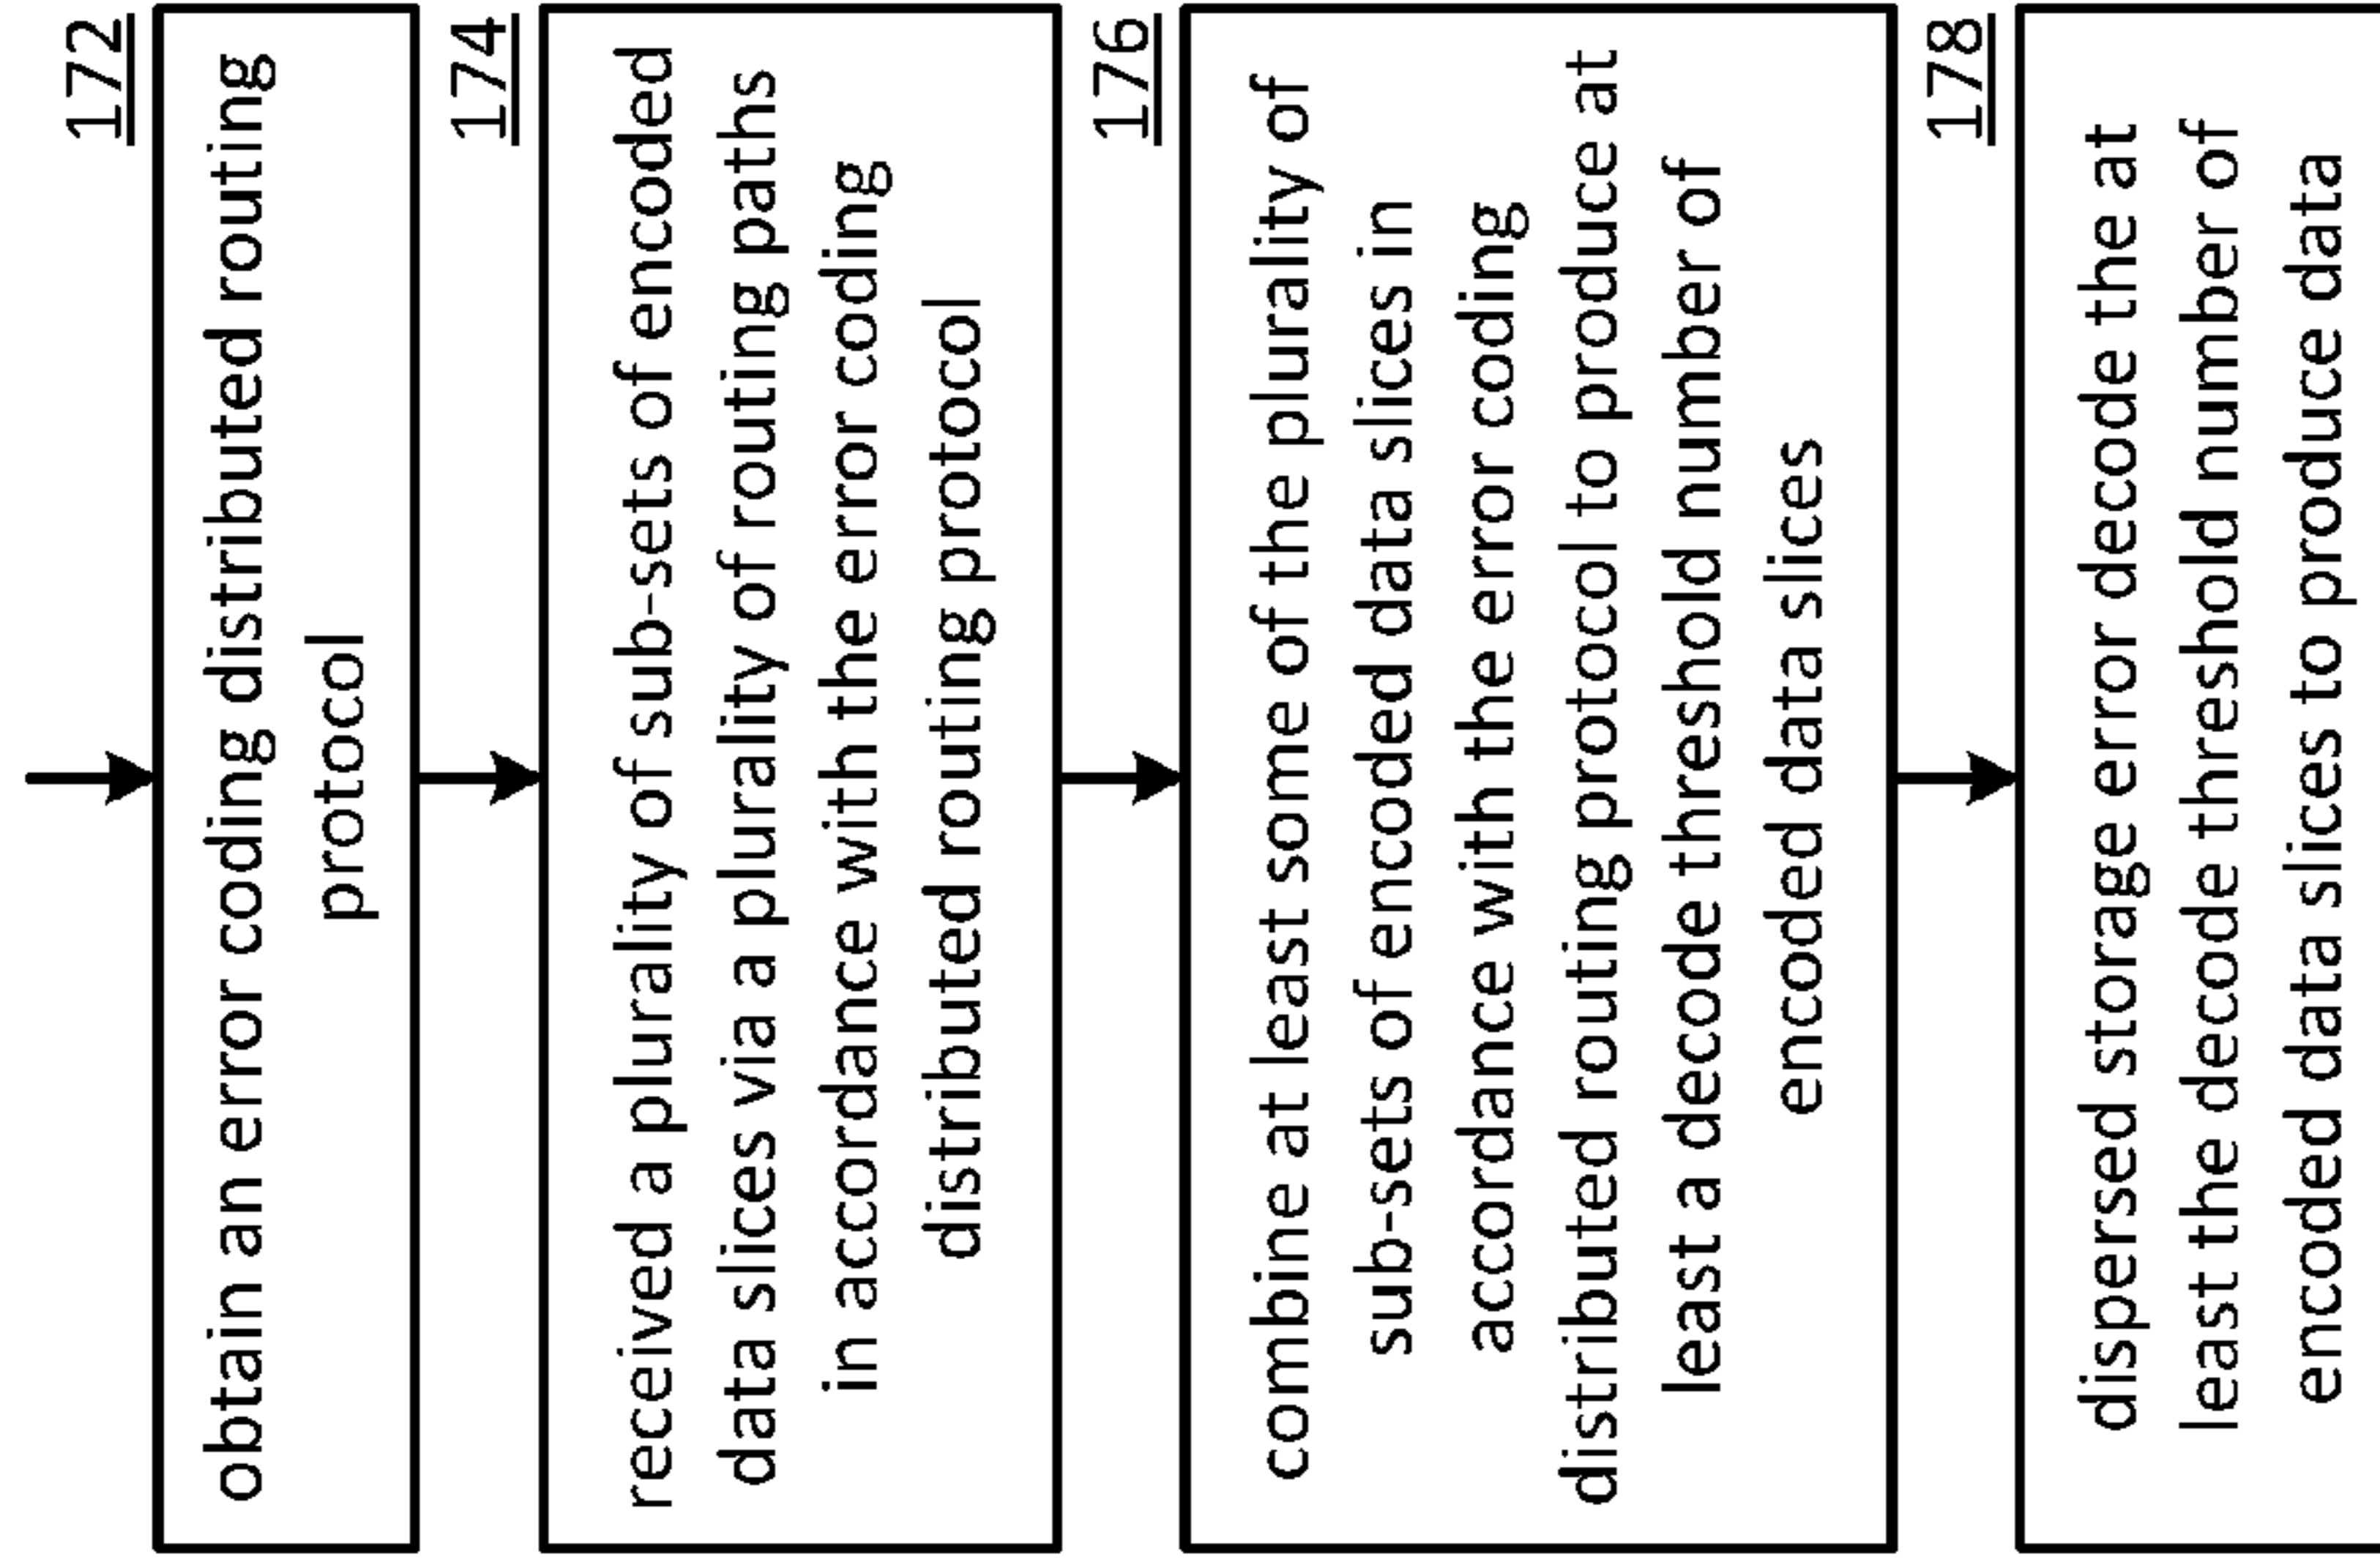 172
obtain an error coding distributed routing
protocol
174
received a plurality of sub-sets of encoded
data slices via a plurality of routing paths
in accordance with the error coding
distributed routing protocol
176
combine at least some of the plurality of
sub-sets of encoded data slices in
accordance with the error coding
distributed routing protocol to produce at
least a decode threshold number of
encoded data slices
178
dispersed storage error decode the at
least the decode threshold number of
encoded data slices to produce data